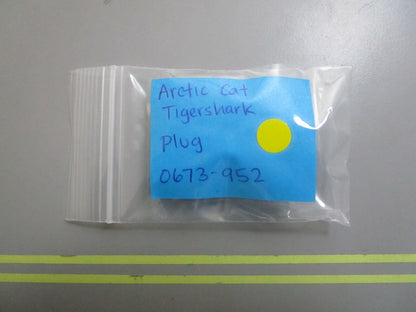 Arctic Cat
Tigershark
Plug
0673-952